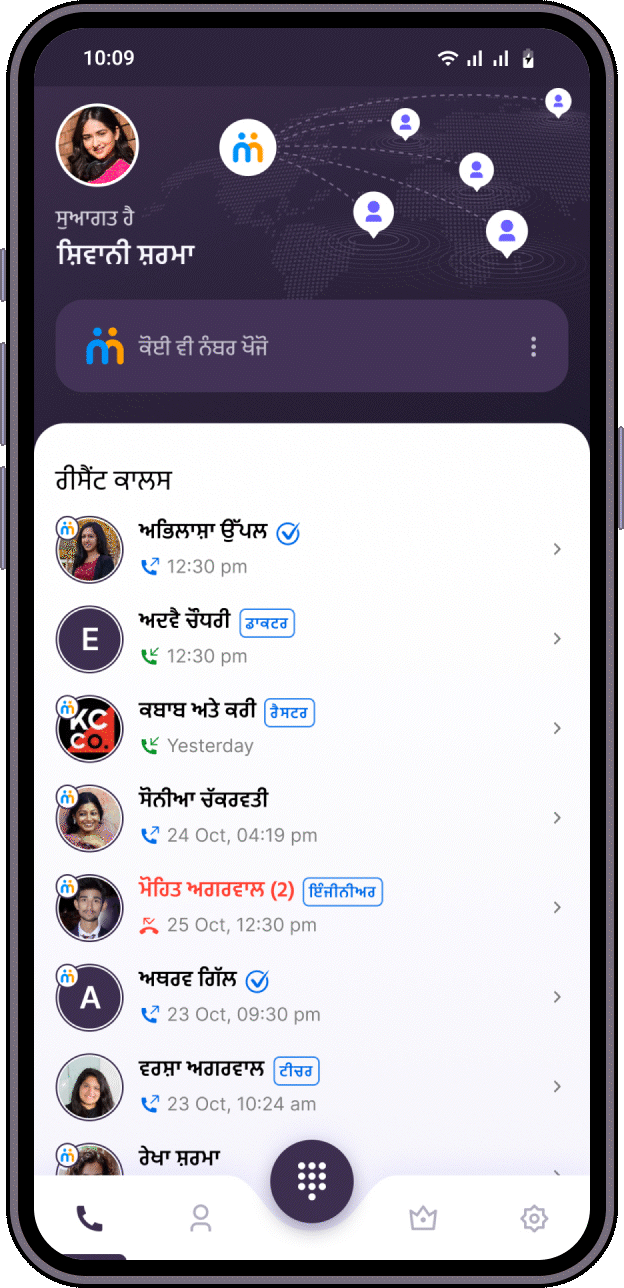 10:09
ਸੁਆਗਤ ਹੈ
ਸ਼ਿਵਾਨੀ ਸ਼ਰਮਾ
ਕੋਈ ਵੀ ਨੰਬਰ ਖੋਜੋ
ਰੀਸੈਂਟ ਕਾਲਸ
ਅਭਿਲਾਸ਼ਾ ਉੱਪਲ
12:30 pm
E
ਅਦਵੈ ਚੌਧਰੀ ਡਾਕਟਰ
12:30 pm
KC
CO.
ਕਬਾਬ ਅਤੇ ਕਰੀ ਰੈਸਟਰ
Yesterday
ਸੋਨੀਆ ਚੱਕਰਵਤੀ
24 Oct, 04:19 pm
ਮੋਹਿਤ ਅਗਰਵਾਲ (2) ਇੰਜੀਨੀਅਰ
25 Oct, 12:30 pm
A
ਅਥਰਵ ਗਿੱਲ
23 Oct, 09:30 pm
ਵਰਸ਼ਾ ਅਗਰਵਾਲ ਟੀਚਰ
23 Oct, 10:24 am
ਰੇਖਾ ਸ਼ਰਮਾ